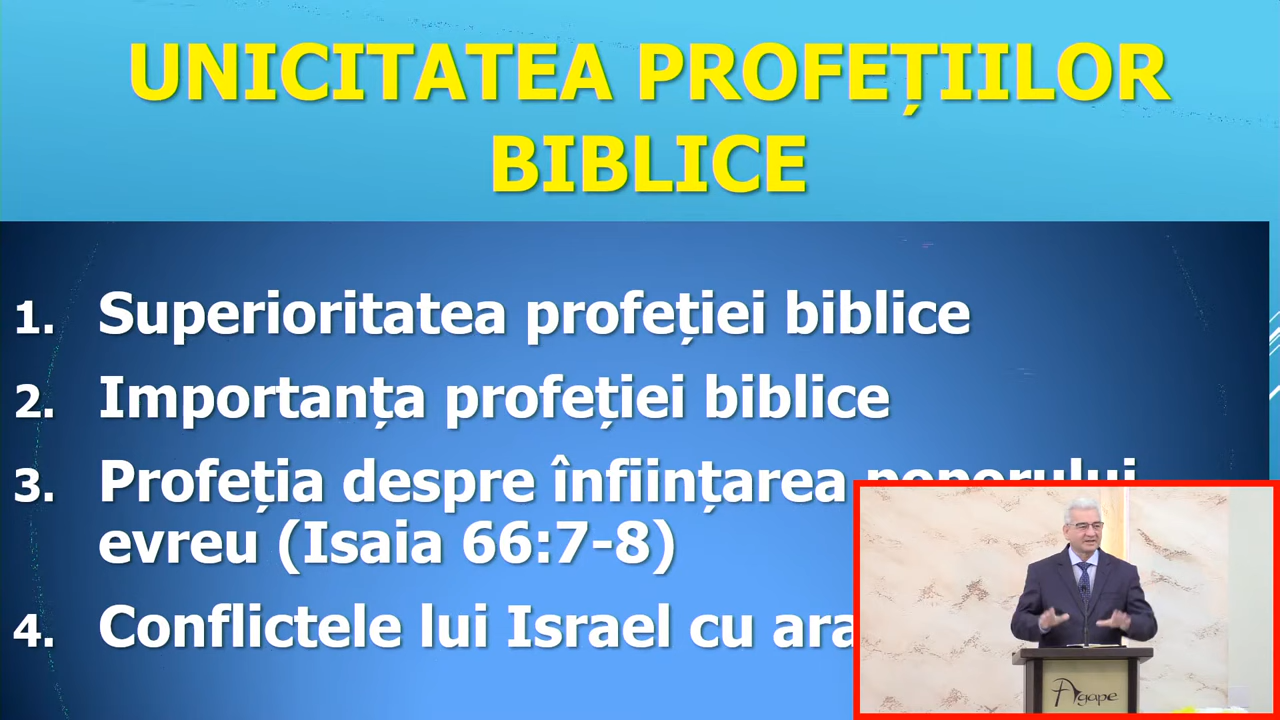 UNICITATEA PROFEȚIILOR
BIBLICE
1. Superioritatea profeției biblice
2. Importanța profeției biblice
3. Profeția despre înființarea poporului
evreu (Isaia 66:7-8)
4. Conflictele lui Israel cu
Agape